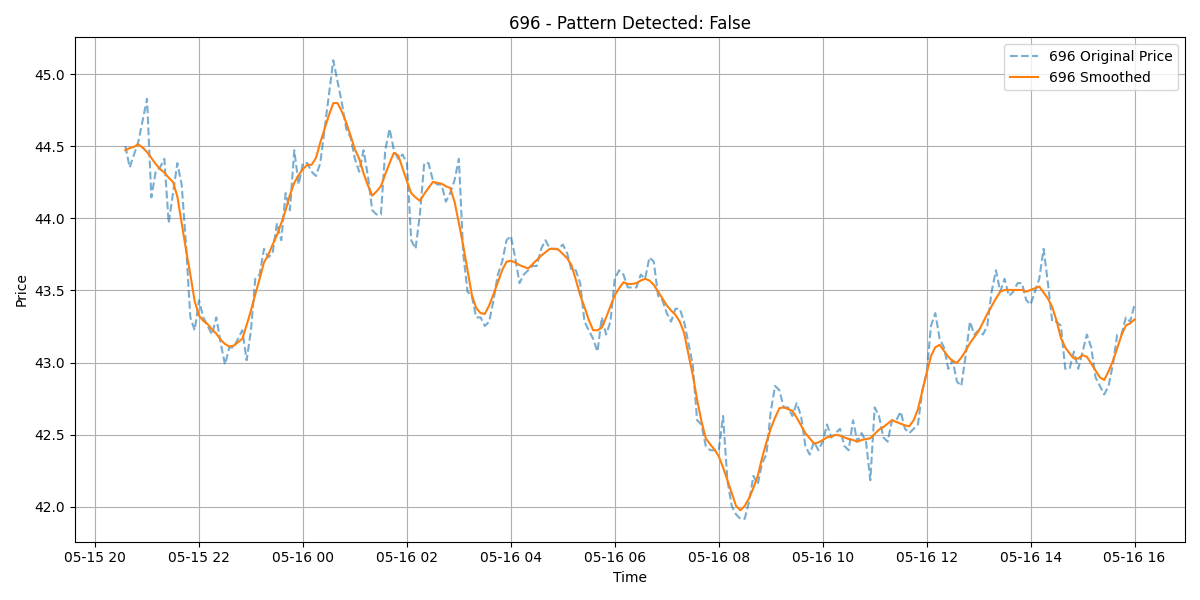 696 - Pattern Detected: False
696 Original Price
696 Smoothed
Price
45.0
44.5
44.0
43.5
43.0
42.5
42.0
05-15 20 05-15 22 05-16 00 05-16 02 05-16 04 05-16 06 05-16 08 05-16 10 05-16 12 05-16 14 05-16 16
Time